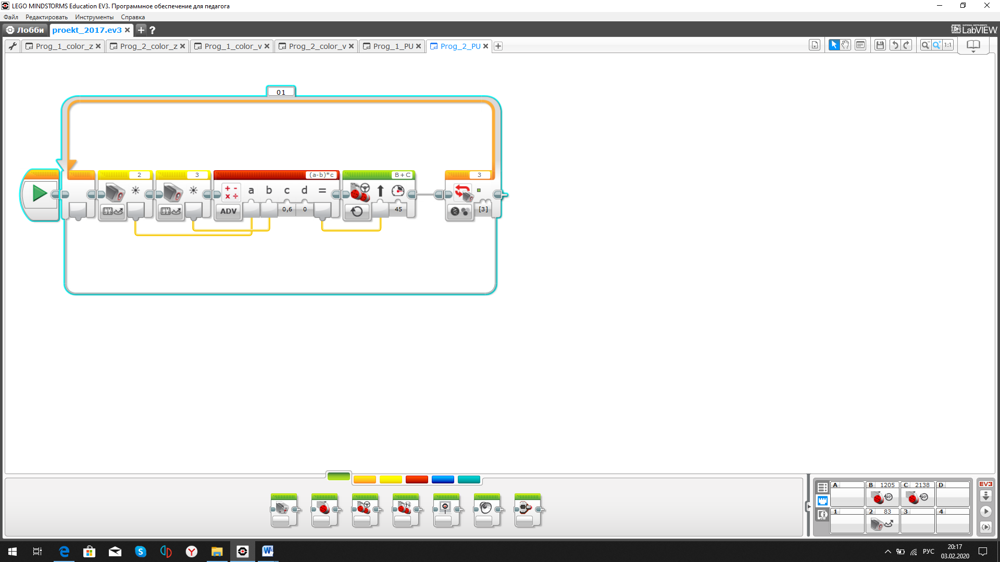 LEGO MINDSTORMS Education EV3. Программное обеспечение для педагога
Файл Редактировать Инструменты Справка
Лобби proekt_2017.ev3 + ?
NATIONAL INSTRUMENTS
LabVIEW
Prog_1_color_z Prog_2_color_z Prog_1_color_v Prog_2_color_v Prog_1_PU Prog_2_PU
1:1
01
2 3 (a-b)*c B+C 3
a b c d =
ADV 0,6 0 45 [3]
A B 1205 C 2138 D
1 2 83 3 4
EV3
РУС
20:17
03.02.2020